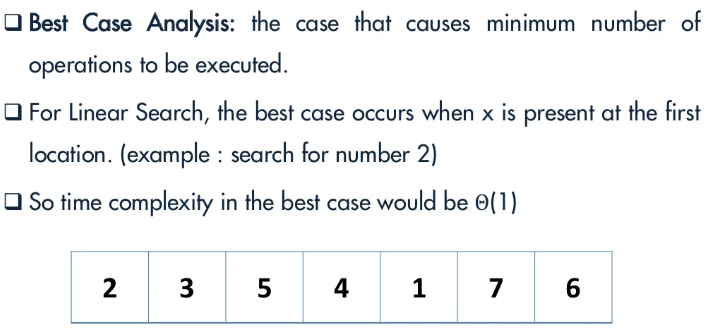 ❑ Best Case Analysis: the case that causes minimum number of
operations to be executed.
❑ For Linear Search, the best case occurs when x is present at the first
location. (example : search for number 2)
❑ So time complexity in the best case would be Θ(1)
2 3 5 4 1 7 6